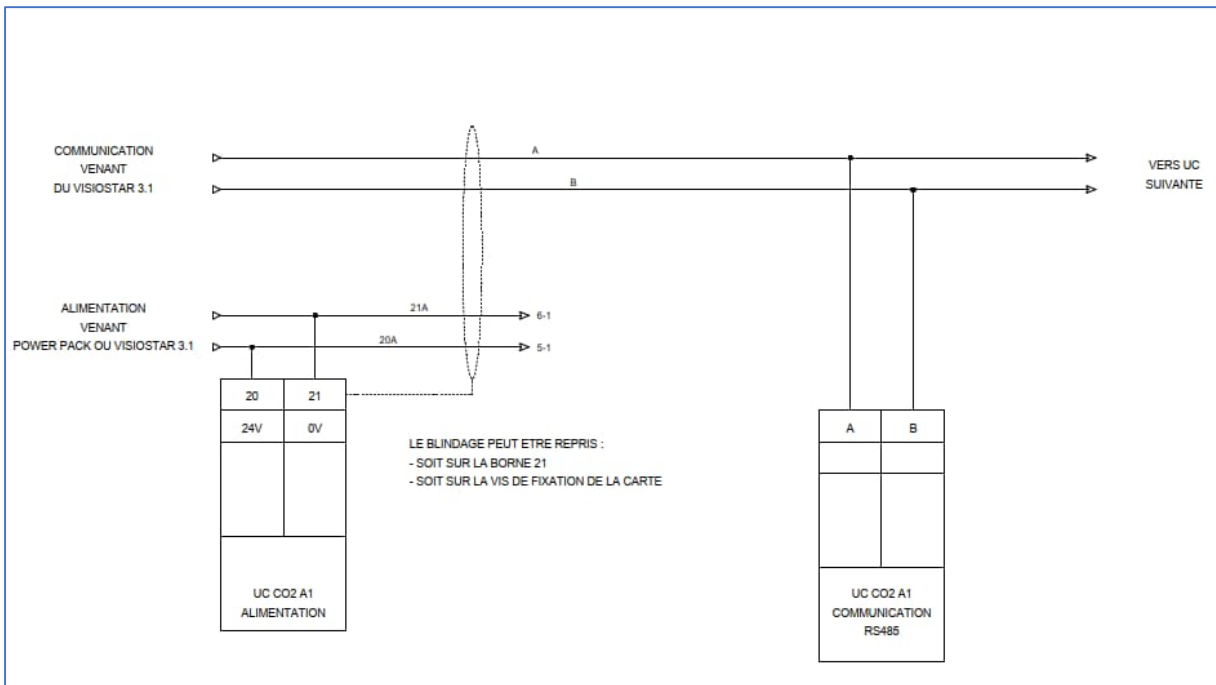 COMMUNICATION
VENANT
DU VISIOSTAR 3.1
A
B
VERS UC
SUIVANTE
ALIMENTATION
VENANT
POWER PACK OU VISIOSTAR 3.1
21A
6-1
20A
5-1
20 21
24V 0V
LE BLINDAGE PEUT ETRE REPRIS :
- SOIT SUR LA BORNE 21
- SOIT SUR LA VIS DE FIXATION DE LA CARTE
A B
UC CO2 A1
ALIMENTATION
UC CO2 A1
COMMUNICATION
RS485